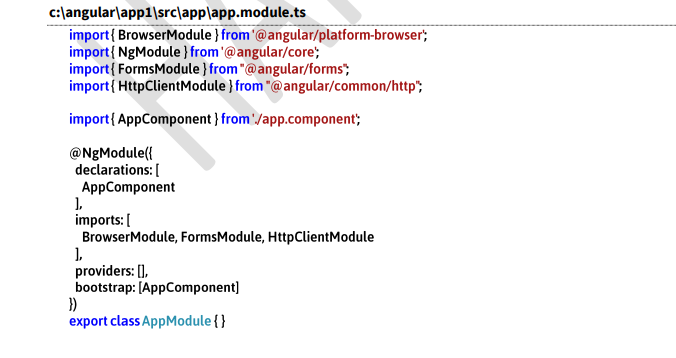 c:\angular\app1\src\app\app.module.ts
import { BrowserModule } from '@angular/platform-browser';
import { NgModule } from '@angular/core';
import { FormsModule } from "@angular/forms";
import { HttpClientModule } from "@angular/common/http";
import { AppComponent } from './app.component';
@NgModule({
declarations: [
AppComponent
],
imports: [
BrowserModule, FormsModule, HttpClientModule
],
providers: [],
bootstrap: [AppComponent]
})
export class AppModule { }